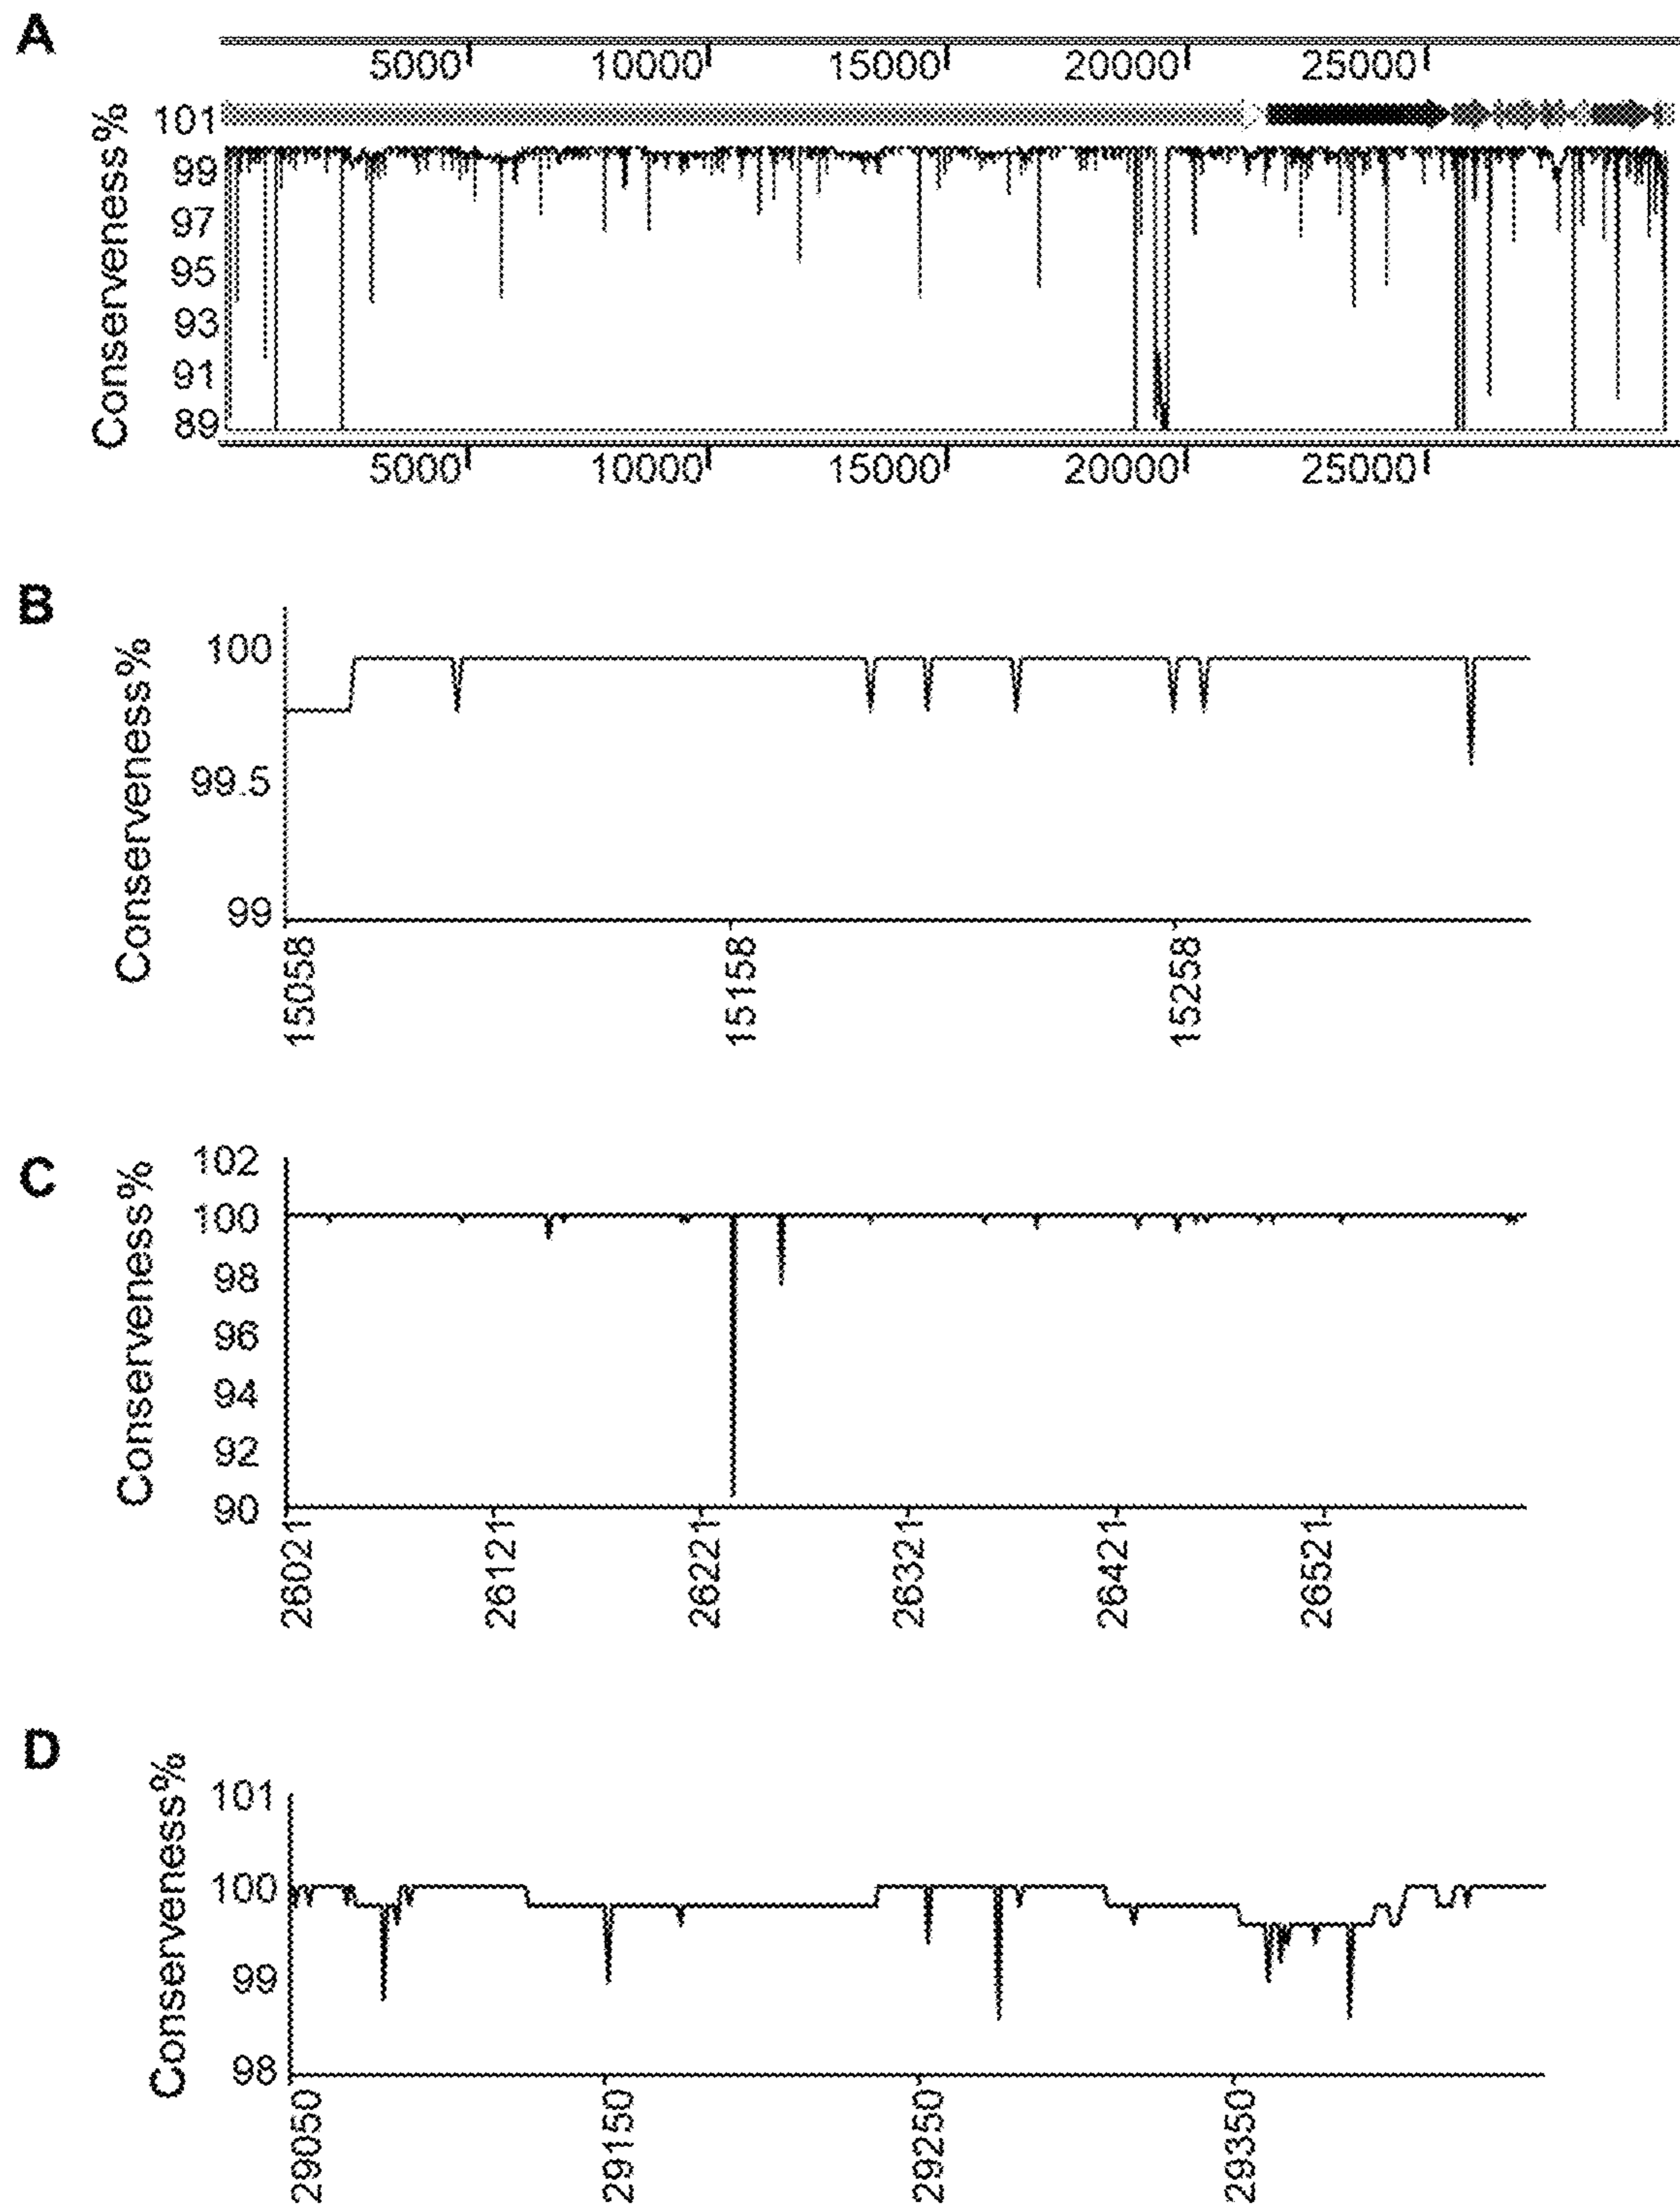 A
5000 10000 15000 20000 25000
Conserveness%
101
99
97
95
93
91
89
5000 10000 15000 20000 25000
B
Conserveness%
100
99.5
99
15058 15158 15258
C
Conserveness%
102
100
98
96
94
92
90
26021 26121 26221 26321 26421 26521
D
Conserveness%
101
100
99
98
29050 29150 29250 29350